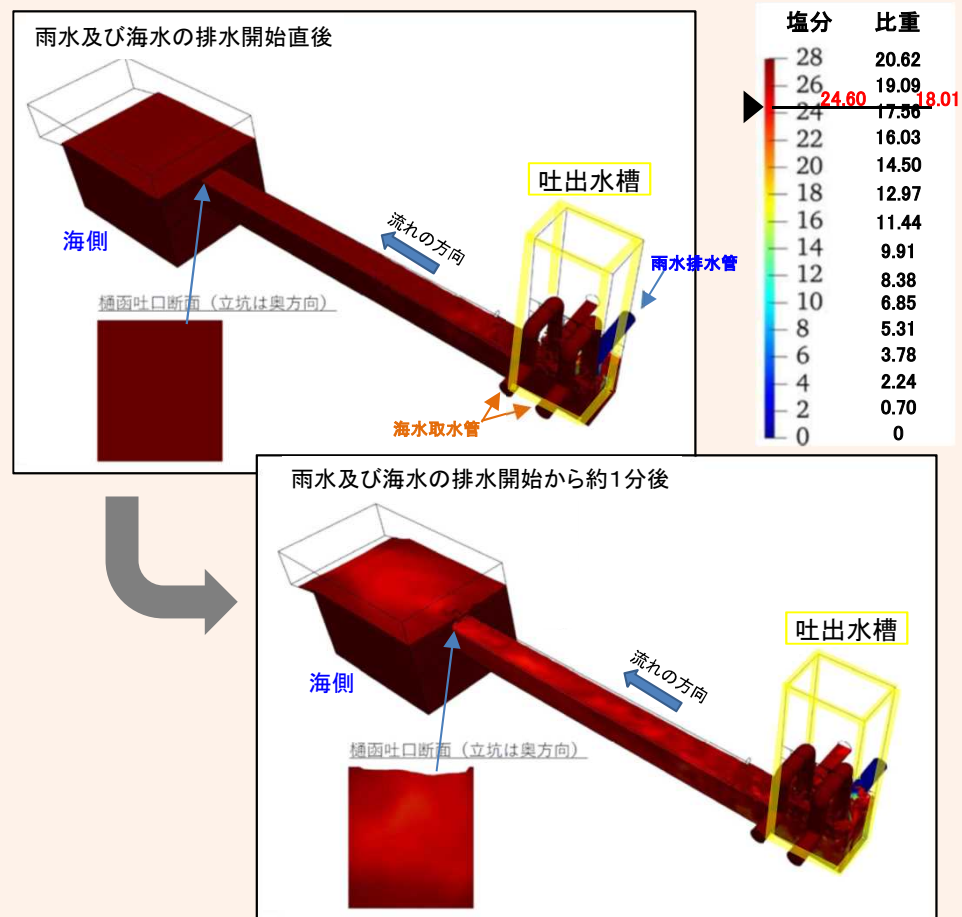 雨水及び海水の排水開始直後
海側
流れの方向
吐出水槽
雨水排水管
樋函吐口断面（立坑は奥方向）
海水取水管
塩分 比重
28 20.62
26 19.09
24.60 18.01
24 17.56
22 16.03
20 14.50
18 12.97
16 11.44
14 9.91
12 8.38
10 6.85
8 5.31
6 3.78
4 2.24
2 0.70
0 0
雨水及び海水の排水開始から約1分後
吐出水槽
流れの方向
海側
樋函吐口断面（立坑は奥方向）